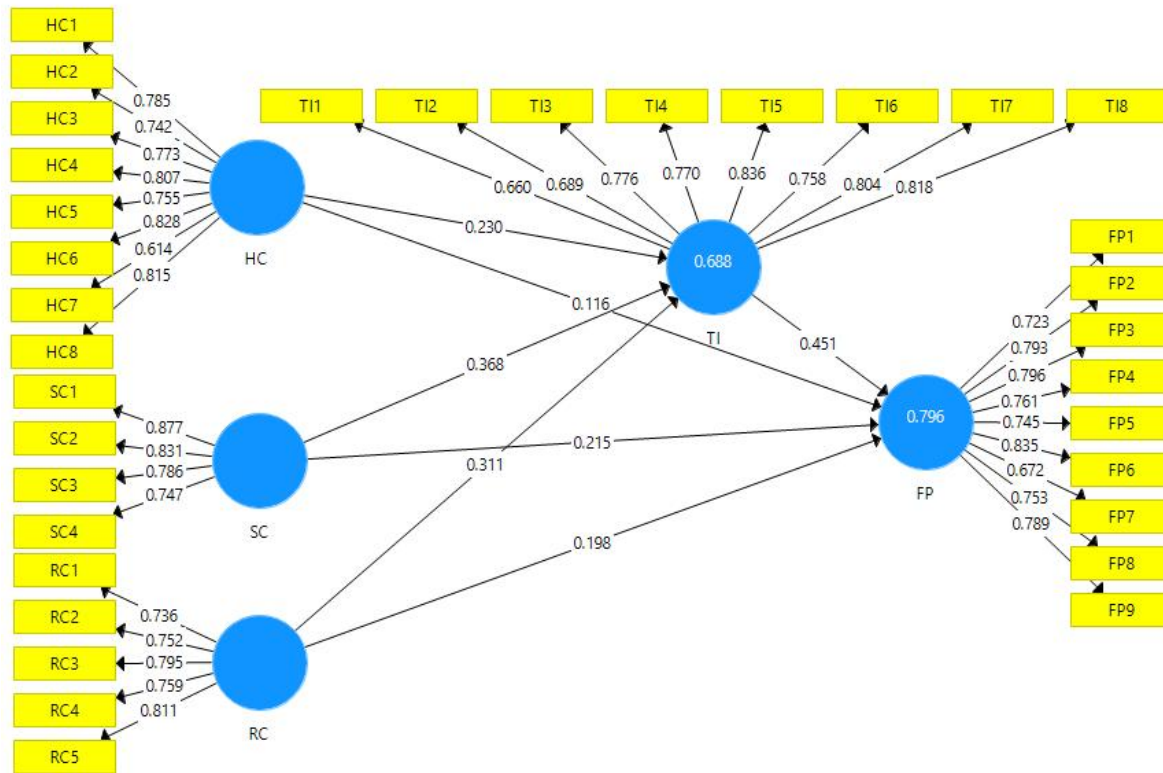 HC1
HC2
HC3
HC4
HC5
HC6
HC7
HC8
0.785
0.742
0.773
0.807
0.755
0.828
0.614
0.815
HC
SC1
SC2
SC3
SC4
0.877
0.831
0.786
0.747
SC
RC1
RC2
RC3
RC4
RC5
0.736
0.752
0.795
0.759
0.811
RC
TI1
TI2
TI3
TI4
TI5
TI6
TI7
TI8
0.660
0.689
0.776
0.770
0.836
0.758
0.804
0.818
0.688
TI
0.230
0.116
0.368
0.215
0.311
0.198
0.451
0.796
FP
0.723
0.793
0.796
0.761
0.745
0.835
0.672
0.753
0.789
FP1
FP2
FP3
FP4
FP5
FP6
FP7
FP8
FP9